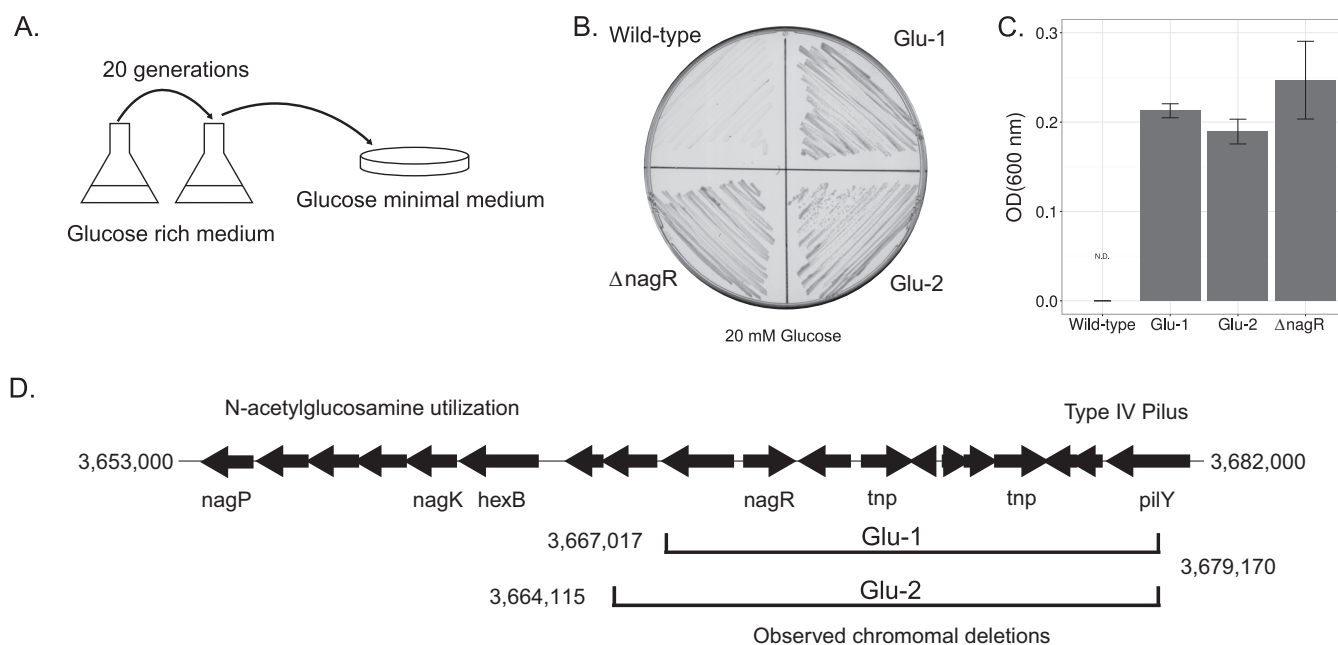 A.
20 generations
Glucose rich medium
Glucose minimal medium
B.
Wild-type
Glu-1
ΔnagR
Glu-2
20 mM Glucose
C.
OD(600 nm)
0.3
0.2
0.1
0.0
N.D.
Wild-type Glu-1 Glu-2 ΔnagR
D.
N-acetylglucosamine utilization
Type IV Pilus
3,653,000
3,682,000
nagP nagK hexB nagR tnp tnp pilY
3,667,017
Glu-1
3,679,170
3,664,115
Glu-2
Observed chromomal deletions